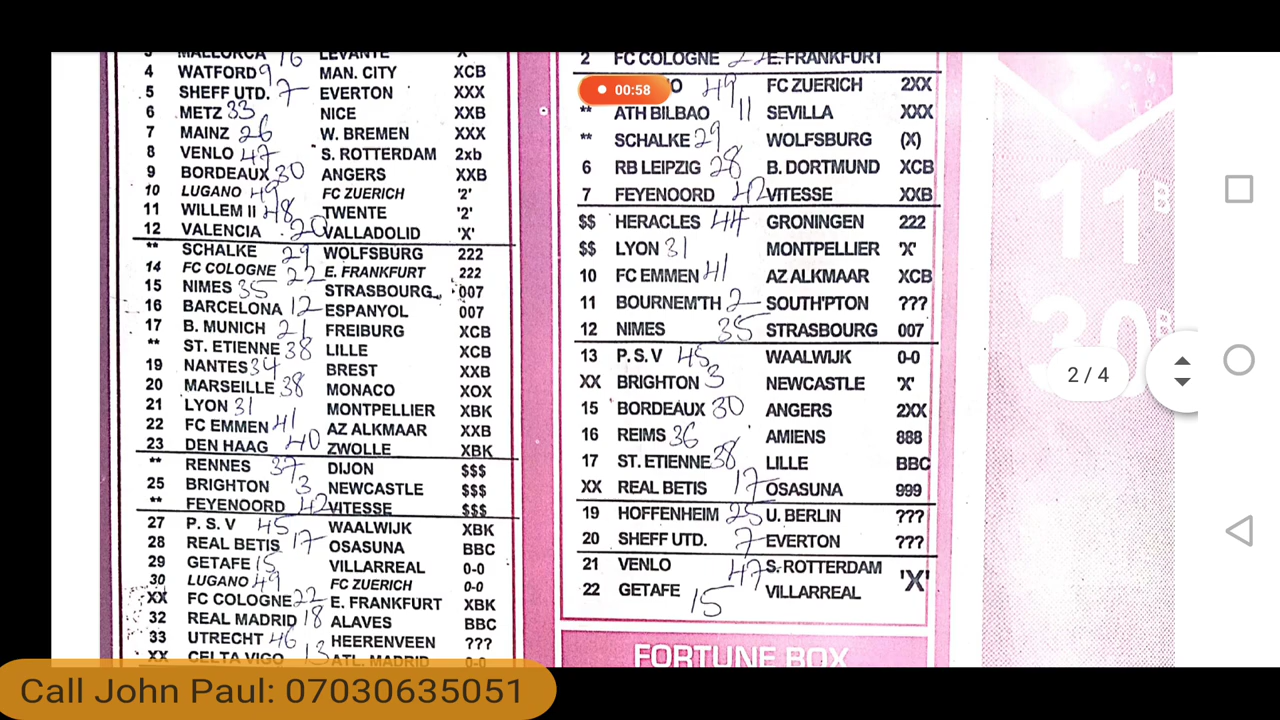 3 MALLORCA 16 LEVANTE X
4 WATFORD 9 MAN. CITY XCB
5 SHEFF UTD. 7 EVERTON XXX
6 METZ 33 NICE XXB
7 MAINZ 26 W. BREMEN XXX
8 VENLO 47 S. ROTTERDAM 2xb
9 BORDEAUX 30 ANGERS XXB
10 LUGANO 49 FC ZUERICH '2'
11 WILLEM II 48 TWENTE '2'
12 VALENCIA 20 VALLADOLID 'X'
** SCHALKE 29 WOLFSBURG 222
14 FC COLOGNE 22 E. FRANKFURT 222
15 NIMES 35 STRASBOURG 007
16 BARCELONA 12 ESPANYOL 007
17 B. MUNICH 21 FREIBURG XCB
** ST. ETIENNE 38 LILLE XCB
19 NANTES 34 BREST XXB
20 MARSEILLE 38 MONACO XOX
21 LYON 31 MONTPELLIER XBK
22 FC EMMEN 41 AZ ALKMAAR XXB
23 DEN HAAG 40 ZWOLLE XBK
** RENNES 37 DIJON $$$
25 BRIGHTON 3 NEWCASTLE $$$
** FEYENOORD 42 VITESSE $$$
27 P. S. V 45 WAALWIJK XBK
28 REAL BETIS 17 OSASUNA BBC
29 GETAFE 15 VILLARREAL 0-0
30 LUGANO 49 FC ZUERICH 0-0
XX FC COLOGNE 22 E. FRANKFURT XBK
32 REAL MADRID 18 ALAVES BBC
33 UTRECHT 46 HEERENVEEN ???
XX CELTA VIGO 13 ATL. MADRID 0-0
2 FC COLOGNE 22 E. FRANKFURT
00:58 O 49 FC ZUERICH 2XX
** ATH BILBAO 11 SEVILLA XXX
** SCHALKE 29 WOLFSBURG (X)
6 RB LEIPZIG 28 B. DORTMUND XCB
7 FEYENOORD 42 VITESSE XXB
$$ HERACLES 44 GRONINGEN 222
$$ LYON 31 MONTPELLIER 'X'
10 FC EMMEN 41 AZ ALKMAAR XCB
11 BOURNEM'TH 2 SOUTH'PTON ???
12 NIMES 35 STRASBOURG 007
13 P. S. V 45 WAALWIJK 0-0
XX BRIGHTON 3 NEWCASTLE 'X'
15 BORDEAUX 30 ANGERS 2XX
16 REIMS 36 AMIENS 888
17 ST. ETIENNE 38 LILLE BBC
XX REAL BETIS 17 OSASUNA 999
19 HOFFENHEIM 25 U. BERLIN ???
20 SHEFF UTD. 7 EVERTON ???
21 VENLO 47 S. ROTTERDAM 'X'
22 GETAFE 15 VILLARREAL
FORTUNE BOX
11B
30B
2 / 4
Call John Paul: 07030635051